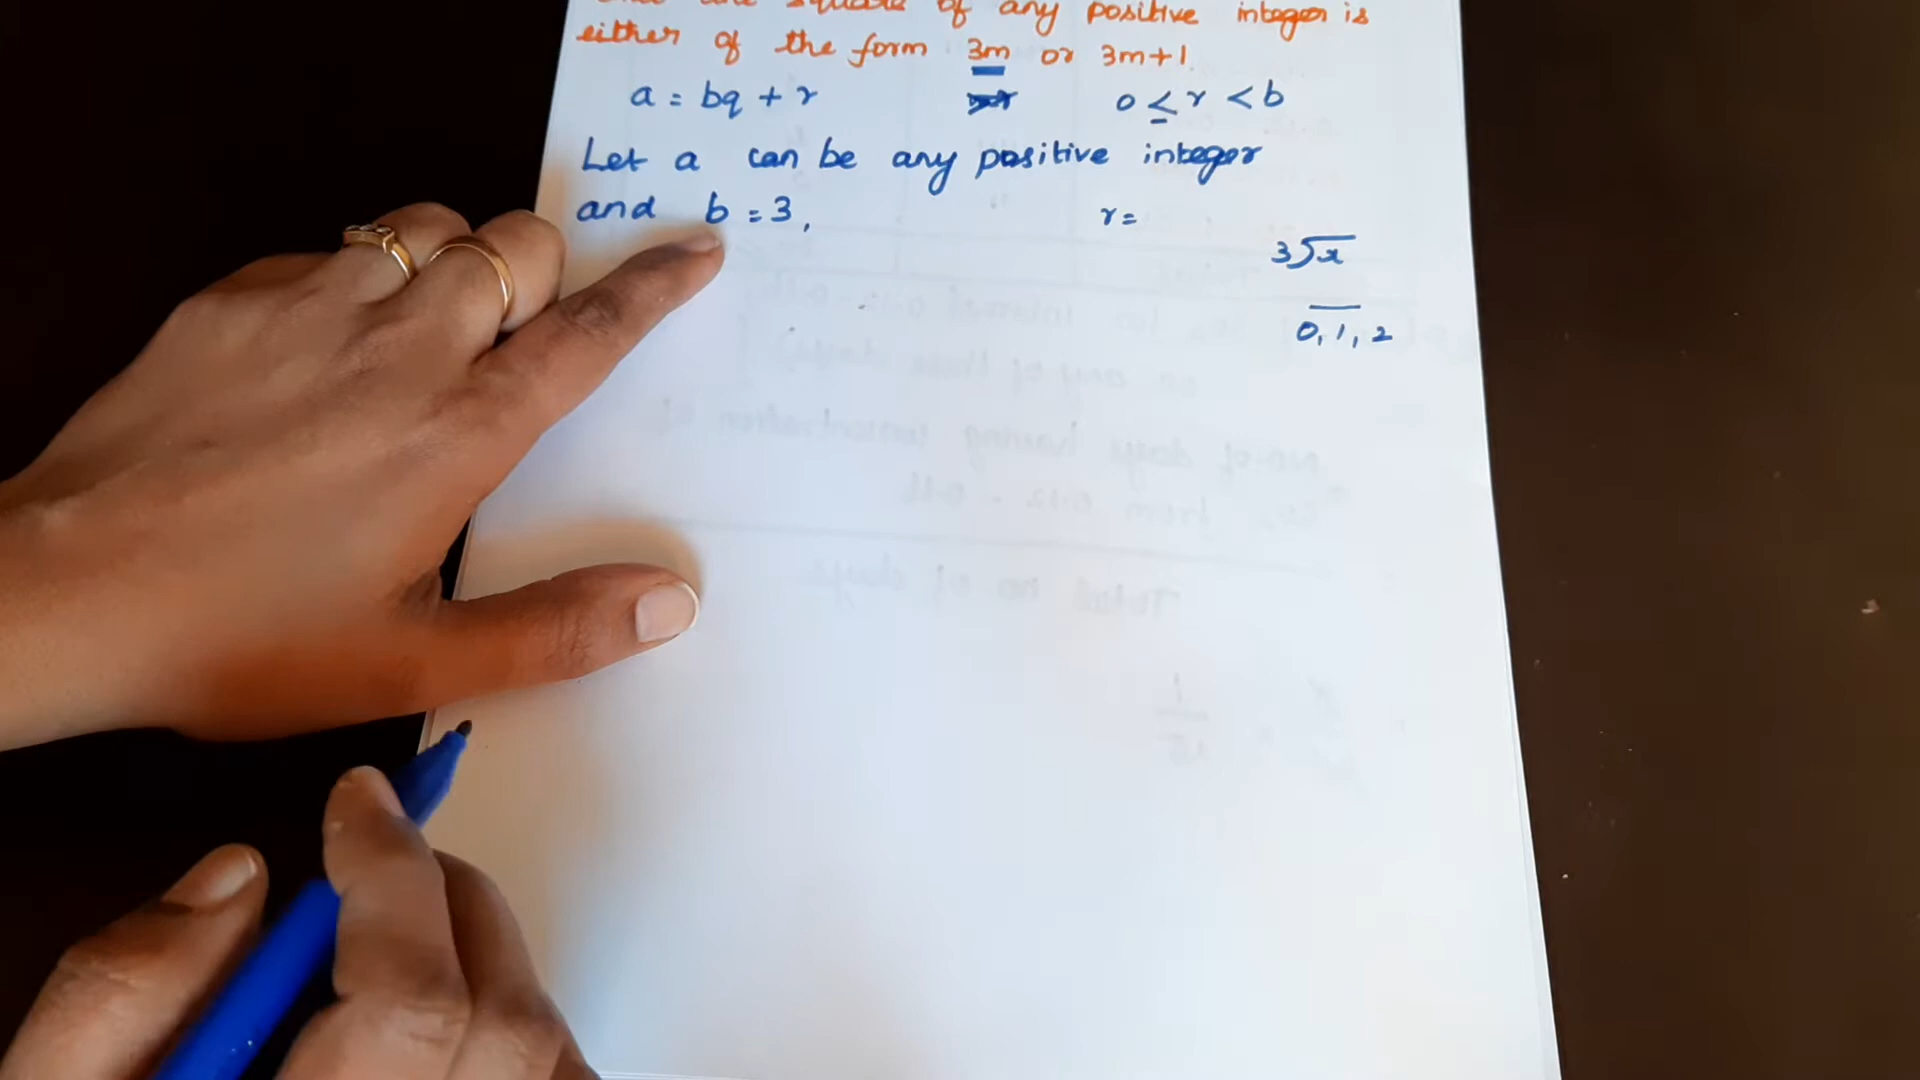 square of any positive integer is
either of the form 3m or 3m+1
a = bq + r 0 ≤ r < b
Let a can be any positive integer
and b = 3, r =
3)x
0, 1, 2